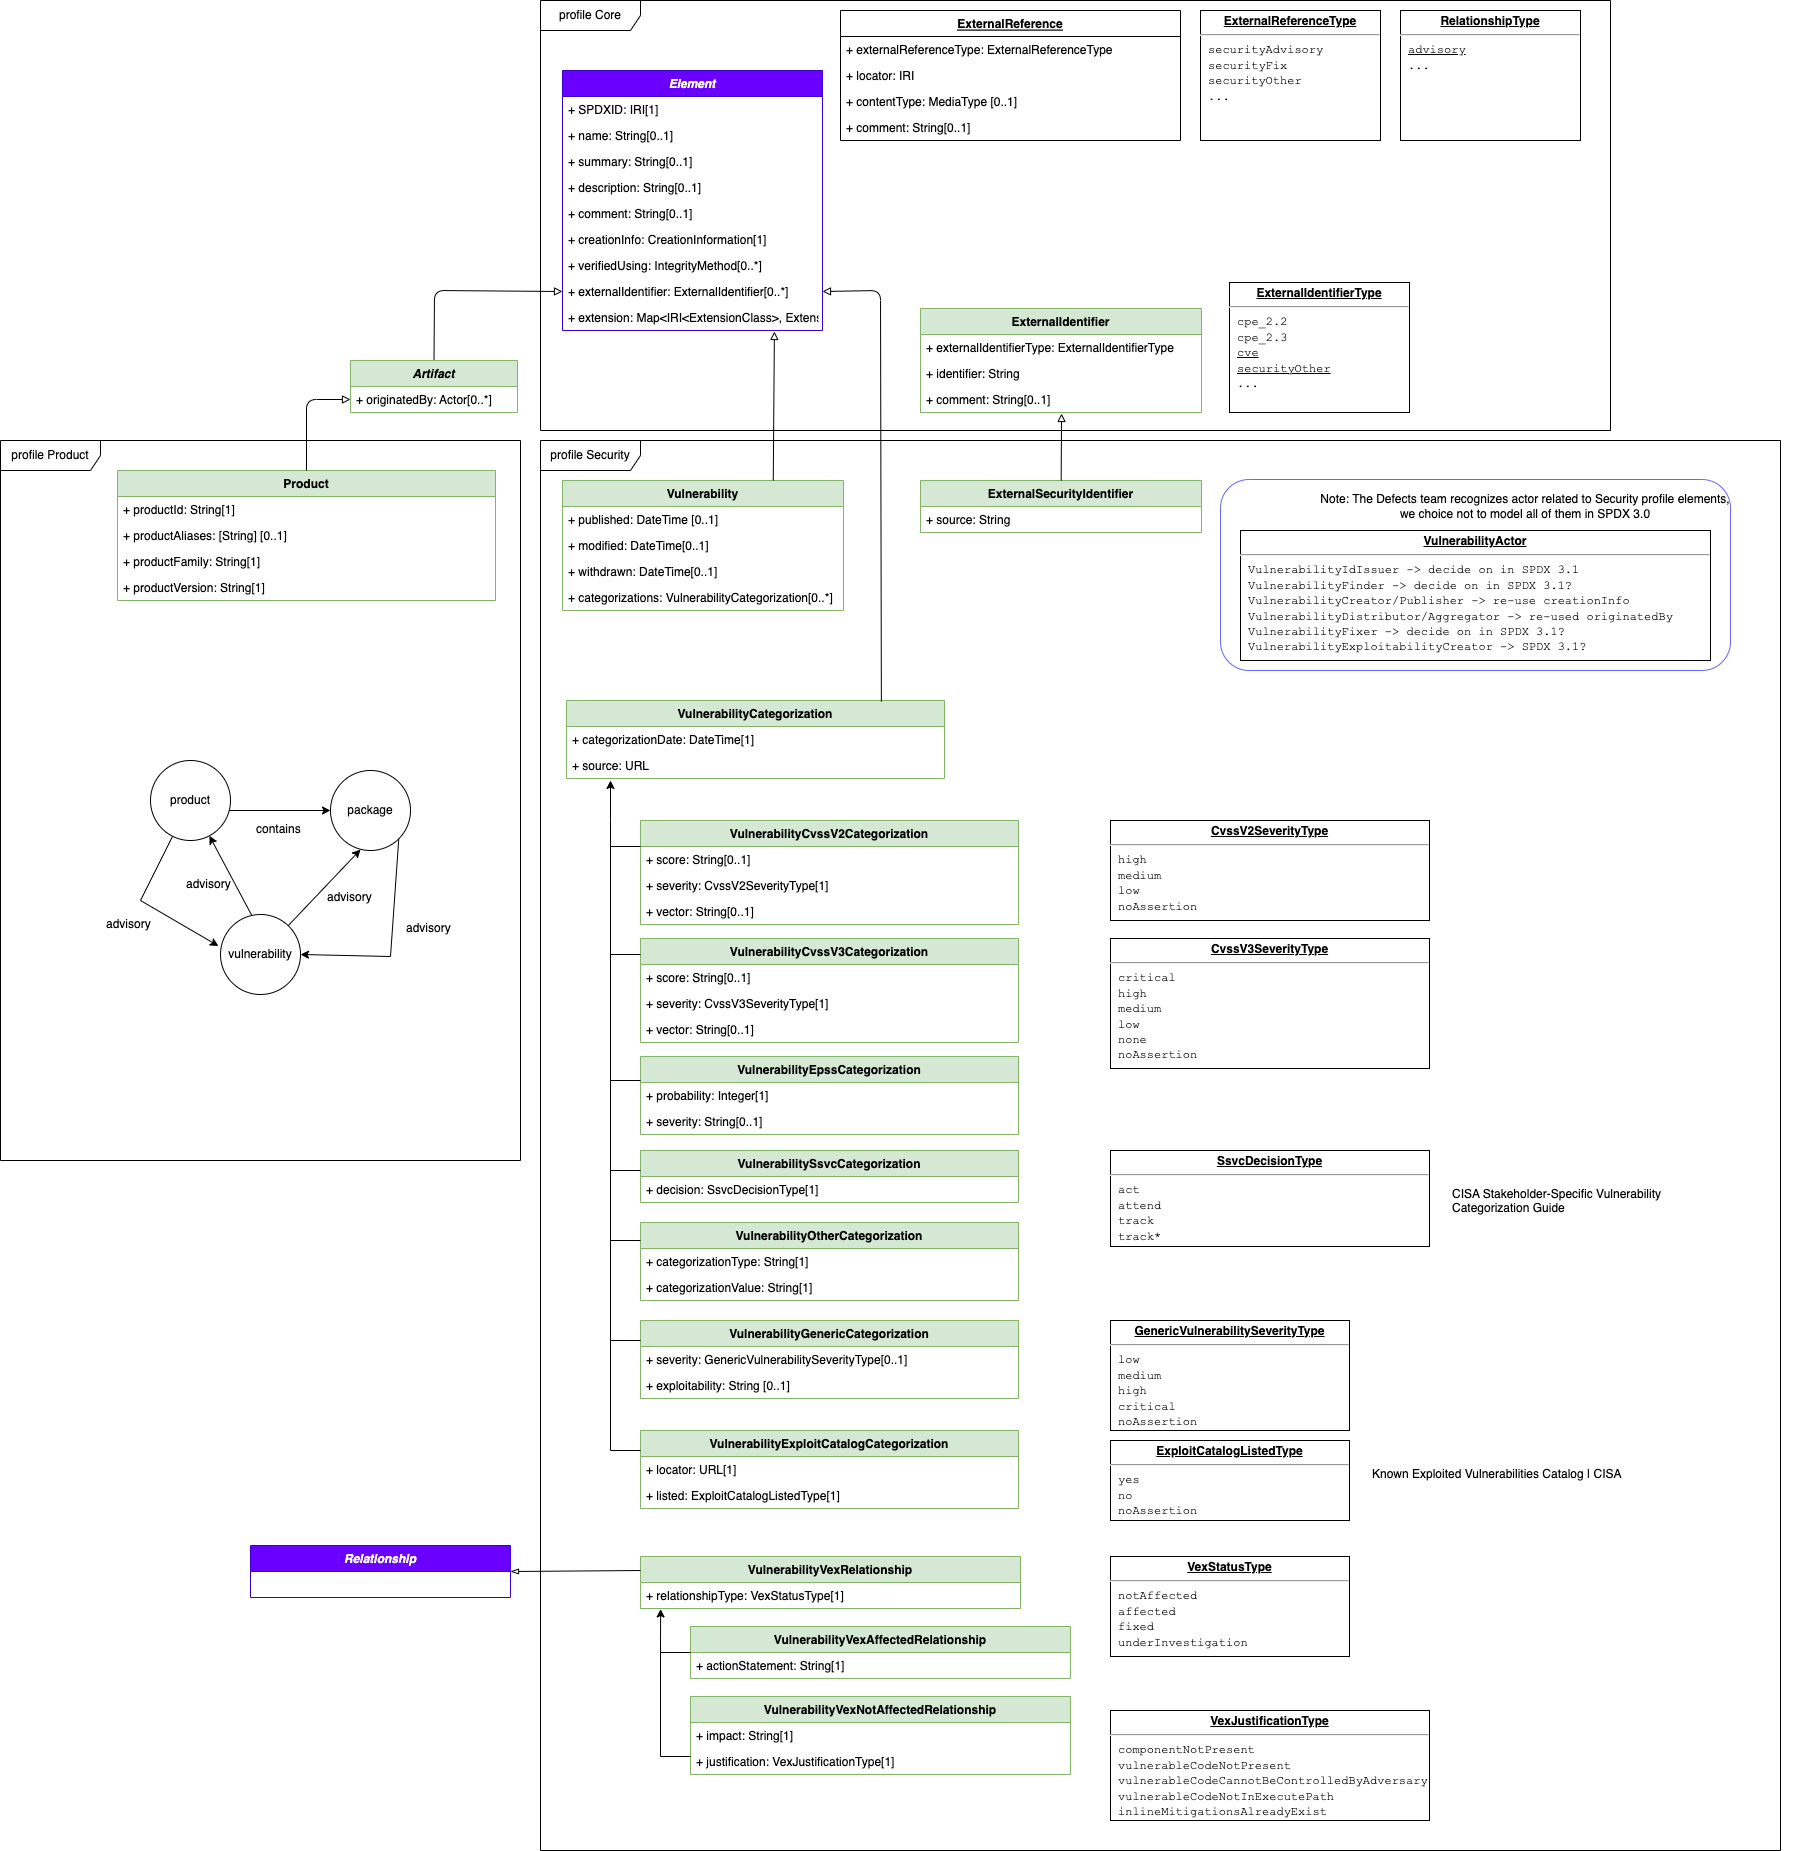 profile Core
ExternalReference
+ externalReferenceType: ExternalReferenceType
+ locator: IRI
+ contentType: MediaType [0..1]
+ comment: String[0..1]
ExternalReferenceType
securityAdvisory
securityFix
securityOther
...
RelationshipType
advisory
...
Element
+ SPDXID: IRI[1]
+ name: String[0..1]
+ summary: String[0..1]
+ description: String[0..1]
+ comment: String[0..1]
+ creationInfo: CreationInformation[1]
+ verifiedUsing: IntegrityMethod[0..*]
+ externalIdentifier: ExternalIdentifier[0..*]
+ extension: Map<IRI<ExtensionClass>, Extens
ExternalIdentifier
+ externalIdentifierType: ExternalIdentifierType
+ identifier: String
+ comment: String[0..1]
ExternalIdentifierType
cpe_2.2
cpe_2.3
cve
securityOther
...
Artifact
+ originatedBy: Actor[0..*]
profile Product
Product
+ productId: String[1]
+ productAliases: [String] [0..1]
+ productFamily: String[1]
+ productVersion: String[1]
product
package
contains
advisory
advisory
advisory
advisory
vulnerability
profile Security
Vulnerability
+ published: DateTime [0..1]
+ modified: DateTime[0..1]
+ withdrawn: DateTime[0..1]
+ categorizations: VulnerabilityCategorization[0..*]
ExternalSecurityIdentifier
+ source: String
Note: The Defects team recognizes actor related to Security profile elements,
we choice not to model all of them in SPDX 3.0
VulnerabilityActor
VulnerabilityIdIssuer -> decide on in SPDX 3.1
VulnerabilityFinder -> decide on in SPDX 3.1?
VulnerabilityCreator/Publisher -> re-use creationInfo
VulnerabilityDistributor/Aggregator -> re-used originatedBy
VulnerabilityFixer -> decide on in SPDX 3.1?
VulnerabilityExploitabilityCreator -> SPDX 3.1?
VulnerabilityCategorization
+ categorizationDate: DateTime[1]
+ source: URL
VulnerabilityCvssV2Categorization
+ score: String[0..1]
+ severity: CvssV2SeverityType[1]
+ vector: String[0..1]
CvssV2SeverityType
high
medium
low
noAssertion
VulnerabilityCvssV3Categorization
+ score: String[0..1]
+ severity: CvssV3SeverityType[1]
+ vector: String[0..1]
CvssV3SeverityType
critical
high
medium
low
none
noAssertion
VulnerabilityEpssCategorization
+ probability: Integer[1]
+ severity: String[0..1]
VulnerabilitySsvcCategorization
+ decision: SsvcDecisionType[1]
SsvcDecisionType
act
attend
track
track*
CISA Stakeholder-Specific Vulnerability
Categorization Guide
VulnerabilityOtherCategorization
+ categorizationType: String[1]
+ categorizationValue: String[1]
VulnerabilityGenericCategorization
+ severity: GenericVulnerabilitySeverityType[0..1]
+ exploitability: String [0..1]
GenericVulnerabilitySeverityType
low
medium
high
critical
noAssertion
VulnerabilityExploitCatalogCategorization
+ locator: URL[1]
+ listed: ExploitCatalogListedType[1]
ExploitCatalogListedType
yes
no
noAssertion
Known Exploited Vulnerabilities Catalog | CISA
Relationship
VulnerabilityVexRelationship
+ relationshipType: VexStatusType[1]
VexStatusType
notAffected
affected
fixed
underInvestigation
VulnerabilityVexAffectedRelationship
+ actionStatement: String[1]
VulnerabilityVexNotAffectedRelationship
+ impact: String[1]
+ justification: VexJustificationType[1]
VexJustificationType
componentNotPresent
vulnerableCodeNotPresent
vulnerableCodeCannotBeControlledByAdversary
vulnerableCodeNotInExecutePath
inlineMitigationsAlreadyExist